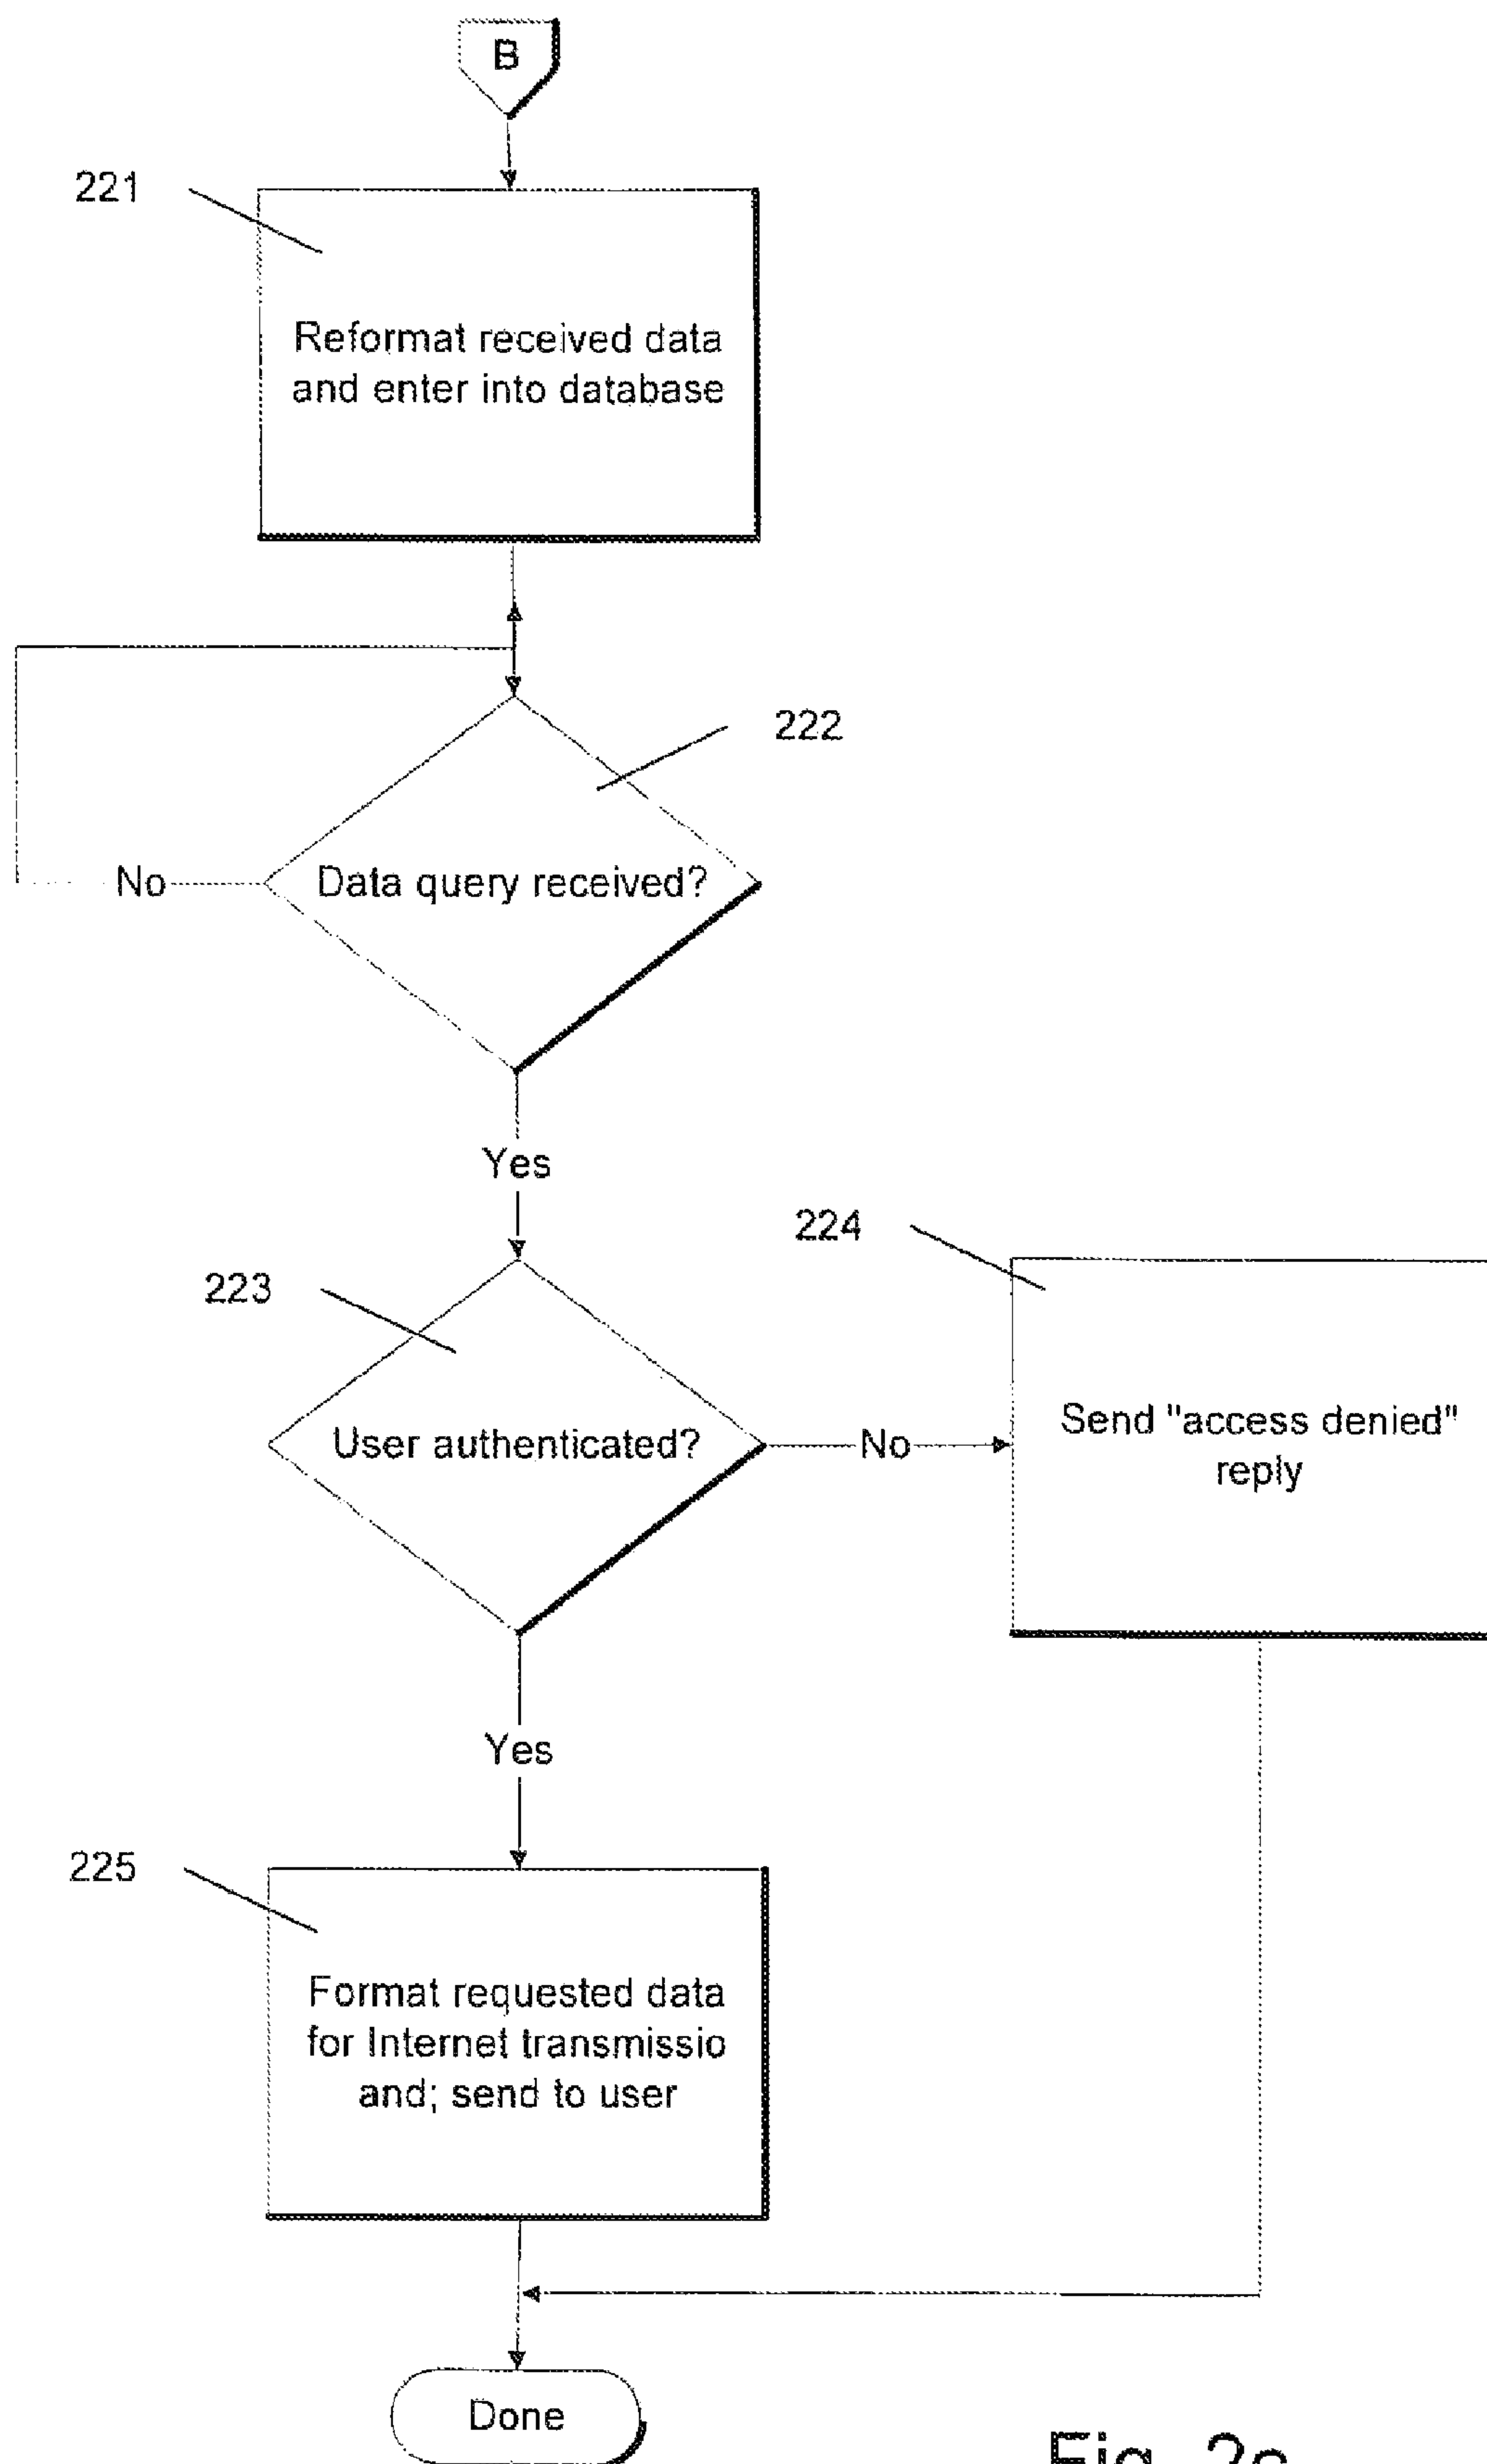 B
221
Reformat received data
and enter into database
222
No
Data query received?
Yes
224
223
User authenticated?
No
Send "access denied"
reply
Yes
225
Format requested data
for Internet transmissio
and; send to user
Done
Fig.